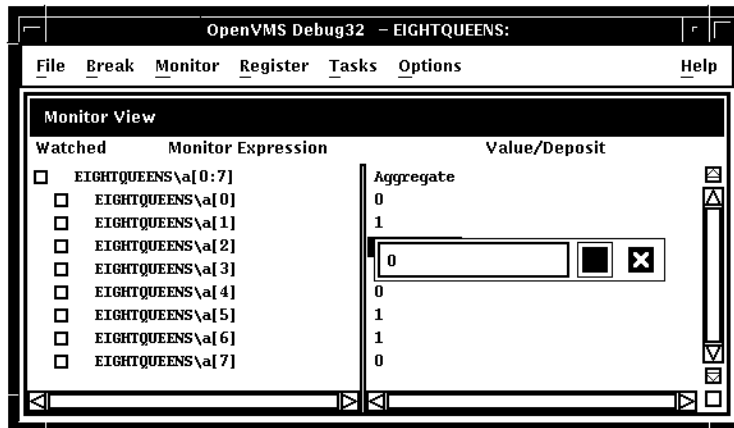 OpenVMS Debug32 – EIGHTQUEENS:
File Break Monitor Register Tasks Options Help
Monitor View
Watched Monitor Expression Value/Deposit
EIGHTQUEENS\a[0:7] Aggregate
EIGHTQUEENS\a[0] 0
EIGHTQUEENS\a[1] 1
EIGHTQUEENS\a[2] 0
EIGHTQUEENS\a[3]
EIGHTQUEENS\a[4] 0
EIGHTQUEENS\a[5] 1
EIGHTQUEENS\a[6] 1
EIGHTQUEENS\a[7] 0